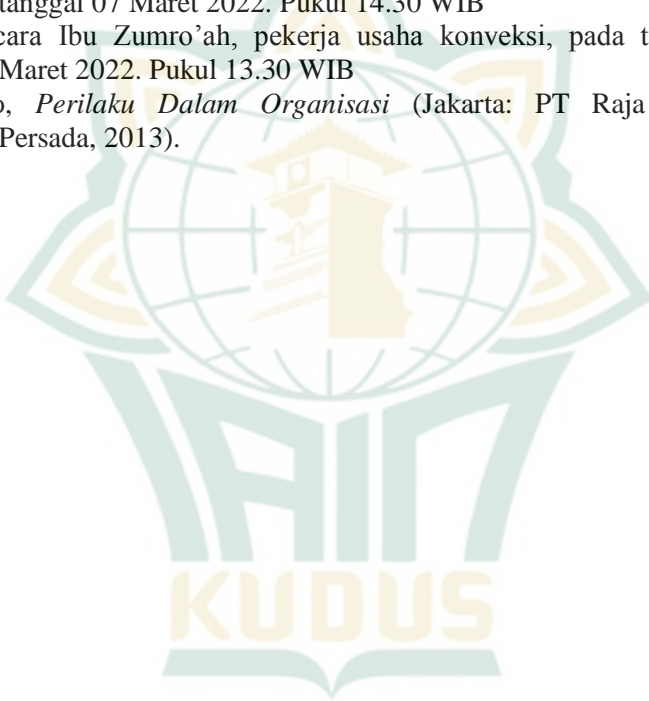 tanggal 07 Maret 2022. Pukul 14.30 WIB
cara Ibu Zumro’ah, pekerja usaha konveksi, pada t
Maret 2022. Pukul 13.30 WIB
o, Perilaku Dalam Organisasi (Jakarta: PT Raja
Persada, 2013).
IAIN
KUDUS